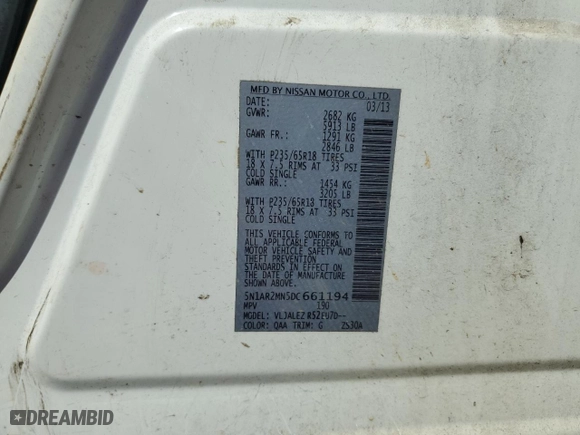 MFD BY NISSAN MOTOR CO., LTD.
DATE: 03/13
GVWR: 2682 KG
5913 LB
GAWR FR.: 1291 KG
2846 LB
WITH P235/65R18 TIRES
18 X 7.5 RIMS AT 33 PSI
COLD SINGLE
GAWR RR.: 1454 KG
3205 LB
WITH P235/65R18 TIRES
18 X 7.5 RIMS AT 33 PSI
COLD SINGLE
THIS VEHICLE CONFORMS TO
ALL APPLICABLE FEDERAL
MOTOR VEHICLE SAFETY AND
THEFT PREVENTION
STANDARDS IN EFFECT ON
THE DATE OF MANUFACTURE
SHOWN ABOVE.
5N1AR2MN5DC661194
MPV 190
MODEL:
COLOR: QAA TRIM: G 2530A
DREAMBID